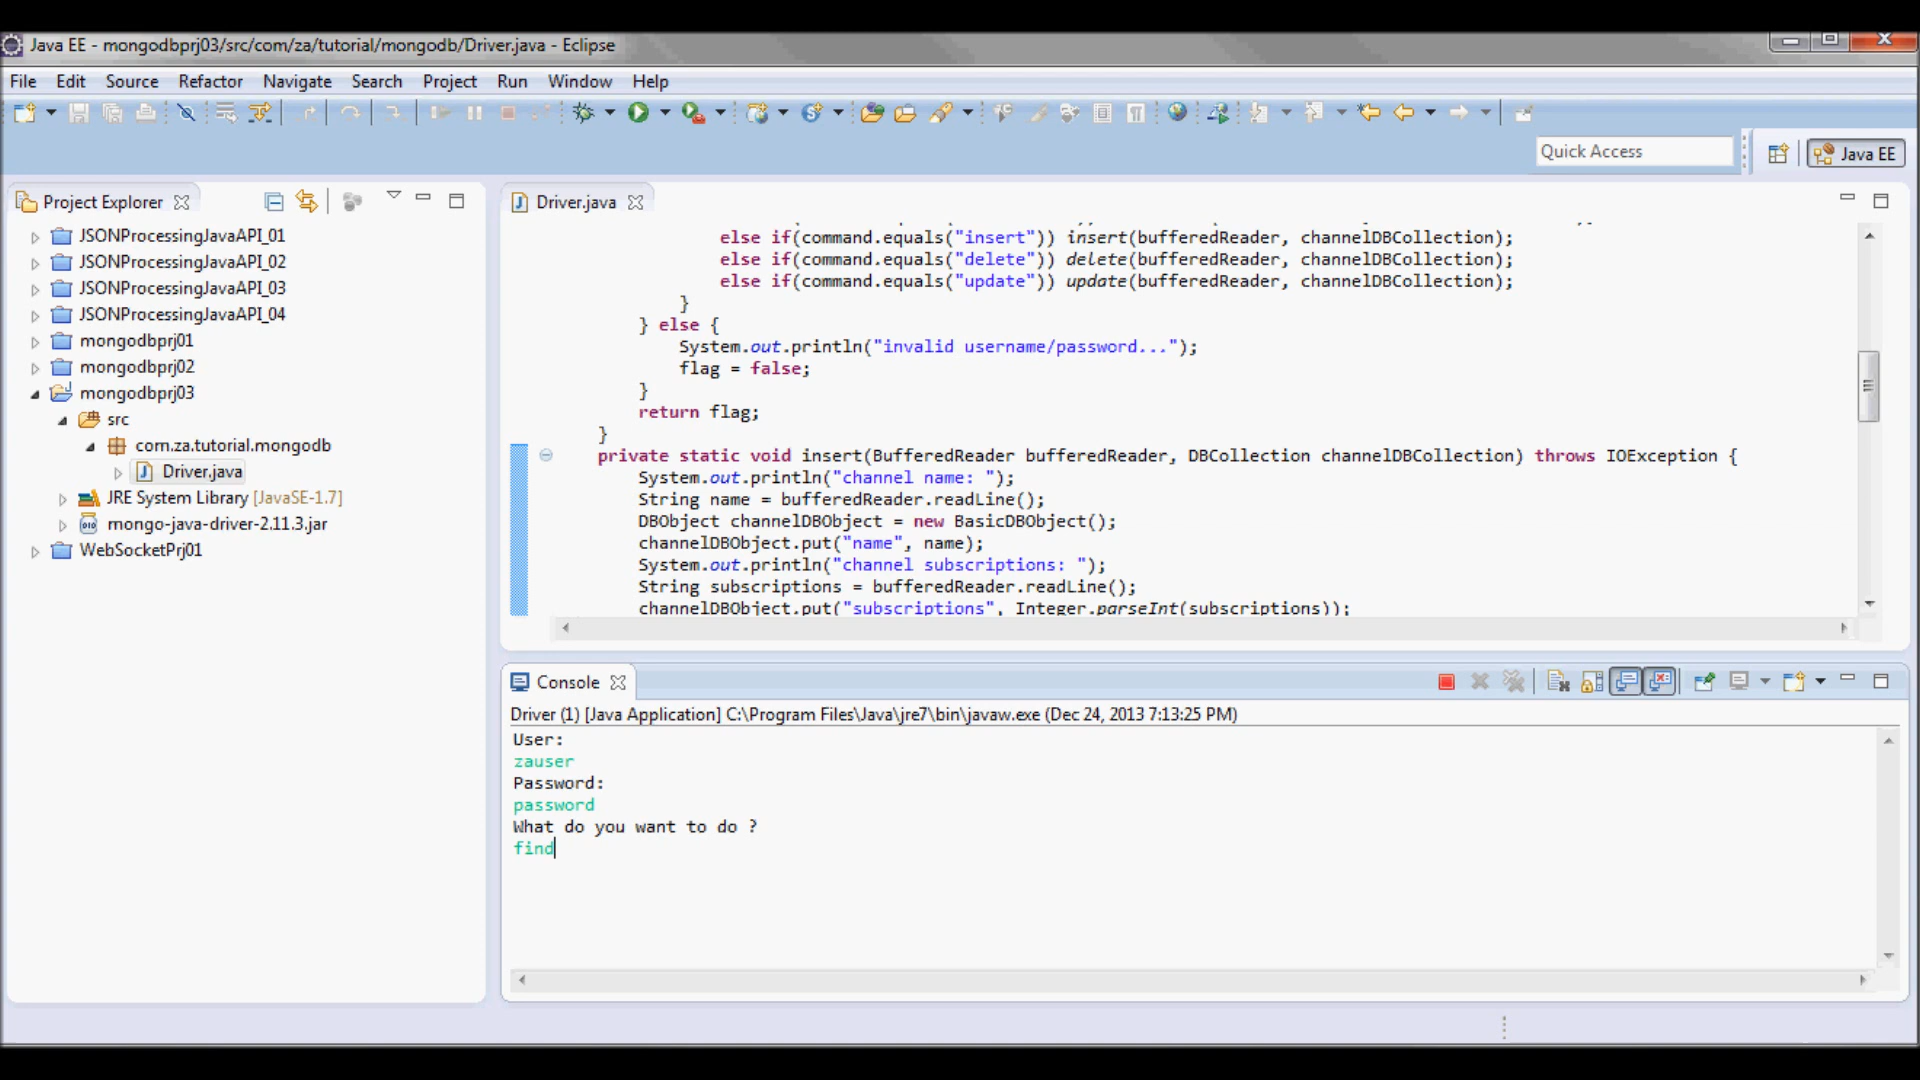 Java EE - mongodbprj03/src/com/za/tutorial/mongodb/Driver.java - Eclipse
File Edit Source Refactor Navigate Search Project Run Window Help
Quick Access
Java EE
Project Explorer
JSONProcessingJavaAPI_01
JSONProcessingJavaAPI_02
JSONProcessingJavaAPI_03
JSONProcessingJavaAPI_04
mongodbprj01
mongodbprj02
mongodbprj03
src
com.za.tutorial.mongodb
Driver.java
JRE System Library [JavaSE-1.7]
mongo-java-driver-2.11.3.jar
WebSocketPrj01
Driver.java
else if(command.equals("insert")) insert(bufferedReader, channelDBCollection);
else if(command.equals("delete")) delete(bufferedReader, channelDBCollection);
else if(command.equals("update")) update(bufferedReader, channelDBCollection);
}
} else {
System.out.println("invalid username/password...");
flag = false;
}
return flag;
}
private static void insert(BufferedReader bufferedReader, DBCollection channelDBCollection) throws IOException {
System.out.println("channel name: ");
String name = bufferedReader.readLine();
DBObject channelDBObject = new BasicDBObject();
channelDBObject.put("name", name);
System.out.println("channel subscriptions: ");
String subscriptions = bufferedReader.readLine();
channelDBObject.put("subscriptions", Integer.parseInt(subscriptions));
Console
Driver (1) [Java Application] C:\Program Files\Java\jre7\bin\javaw.exe (Dec 24, 2013 7:13:25 PM)
User:
zauser
Password:
password
What do you want to do ?
find